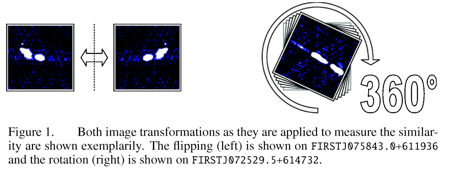 360°
Figure 1. Both image transformations as they are applied to measure the similar-
ity are shown exemplarily. The flipping (left) is shown on FIRSTJ075843.0+611936
and the rotation (right) is shown on FIRSTJ072529.5+614732.